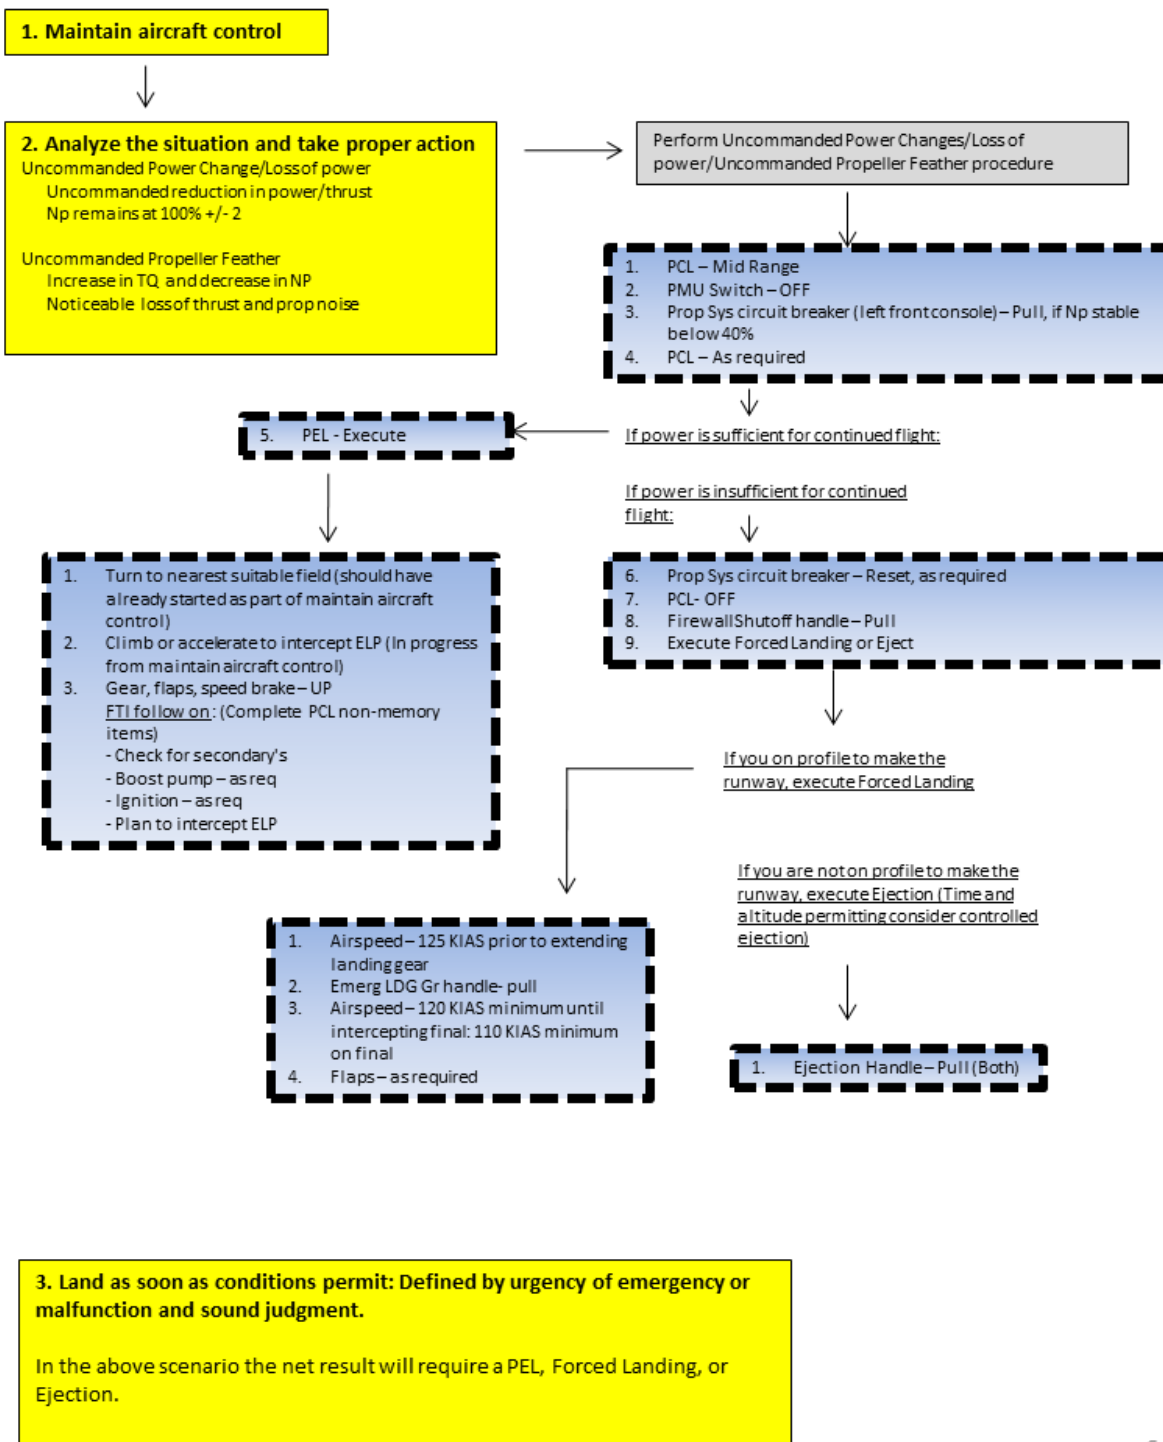 1. Maintain aircraft control
2. Analyze the situation and take proper action
Uncommanded Power Change/Loss of power
Uncommanded reduction in power/thrust
Np remains at 100% +/- 2
Uncommanded Propeller Feather
Increase in TQ and decrease in NP
Noticeable loss of thrust and prop noise
Perform Uncommanded Power Changes/Loss of
power/Uncommanded Propeller Feather procedure
1. PCL – Mid Range
2. PMU Switch – OFF
3. Prop Sys circuit breaker (left front console) – Pull, if Np stable
below 40%
4. PCL – As required
If power is sufficient for continued flight:
5. PEL - Execute
If power is insufficient for continued
flight:
1. Turn to nearest suitable field (should have
already started as part of maintain aircraft
control)
2. Climb or accelerate to intercept ELP (In progress
from maintain aircraft control)
3. Gear, flaps, speed brake – UP
FTI follow on: (Complete PCL non-memory
items)
- Check for secondary's
- Boost pump – as req
- Ignition – as req
- Plan to intercept ELP
6. Prop Sys circuit breaker – Reset, as required
7. PCL- OFF
8. Firewall Shutoff handle – Pull
9. Execute Forced Landing or Eject
If you on profile to make the
runway, execute Forced Landing
If you are not on profile to make the
runway, execute Ejection (Time and
altitude permitting consider controlled
ejection)
1. Airspeed – 125 KIAS prior to extending
landing gear
2. Emerg LDG Gr handle- pull
3. Airspeed – 120 KIAS minimum until
intercepting final: 110 KIAS minimum
on final
4. Flaps – as required
1. Ejection Handle – Pull (Both)
3. Land as soon as conditions permit: Defined by urgency of emergency or
malfunction and sound judgment.
In the above scenario the net result will require a PEL, Forced Landing, or
Ejection.